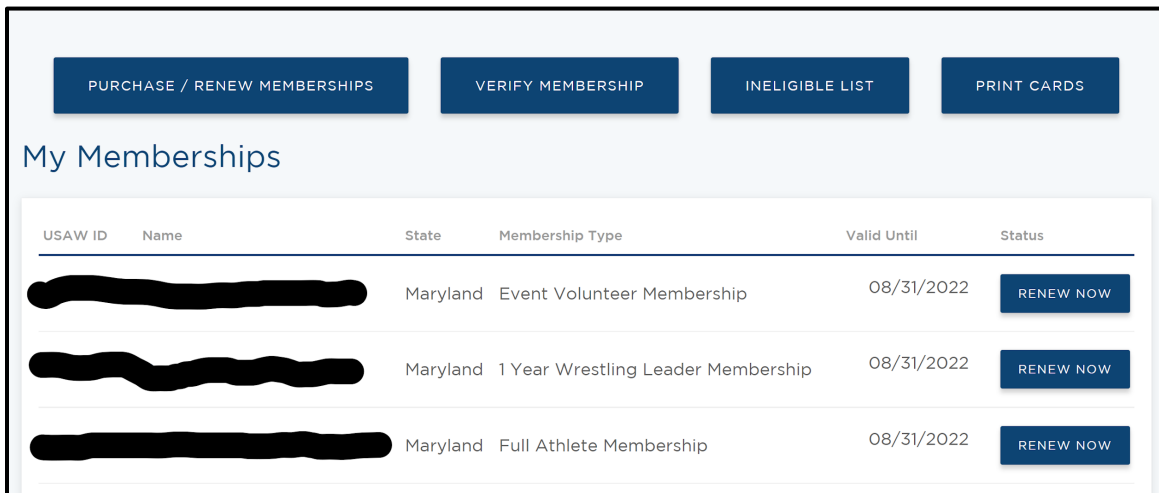 PURCHASE / RENEW MEMBERSHIPS VERIFY MEMBERSHIP INELIGIBLE LIST PRINT CARDS
My Memberships
USAW ID Name State Membership Type Valid Until Status
Maryland Event Volunteer Membership 08/31/2022 RENEW NOW
Maryland 1 Year Wrestling Leader Membership 08/31/2022 RENEW NOW
Maryland Full Athlete Membership 08/31/2022 RENEW NOW